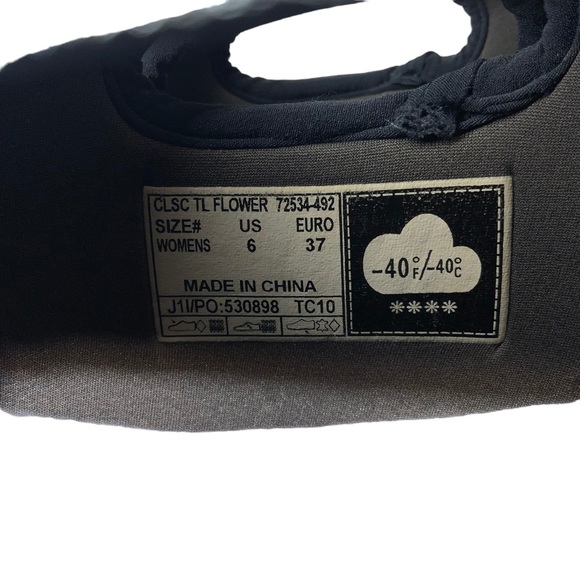 CLSC TL FLOWER 72534-492
SIZE# US EURO
WOMENS 6 37
MADE IN CHINA
J1I/PO:530898 TC10
-40°F/-40°C